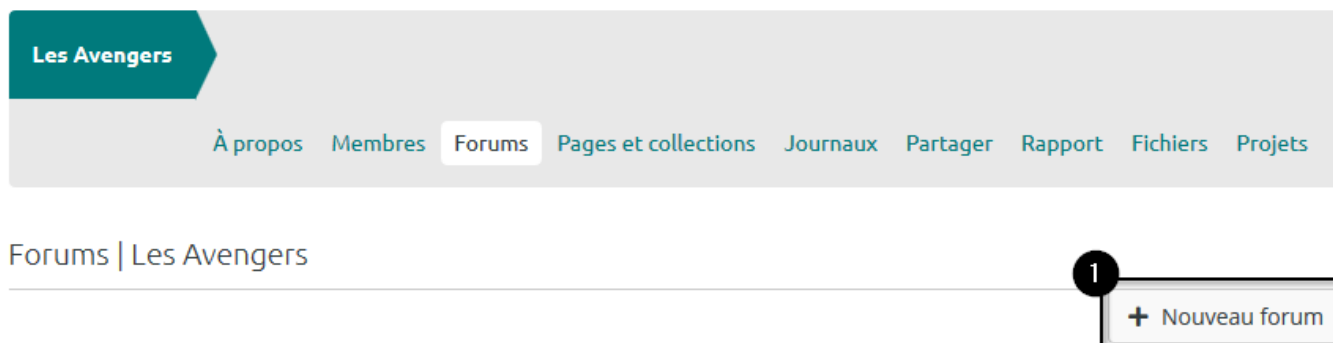 Les Avengers
À propos Membres Forums Pages et collections Journaux Partager Rapport Fichiers Projets
Forums | Les Avengers
1
+ Nouveau forum